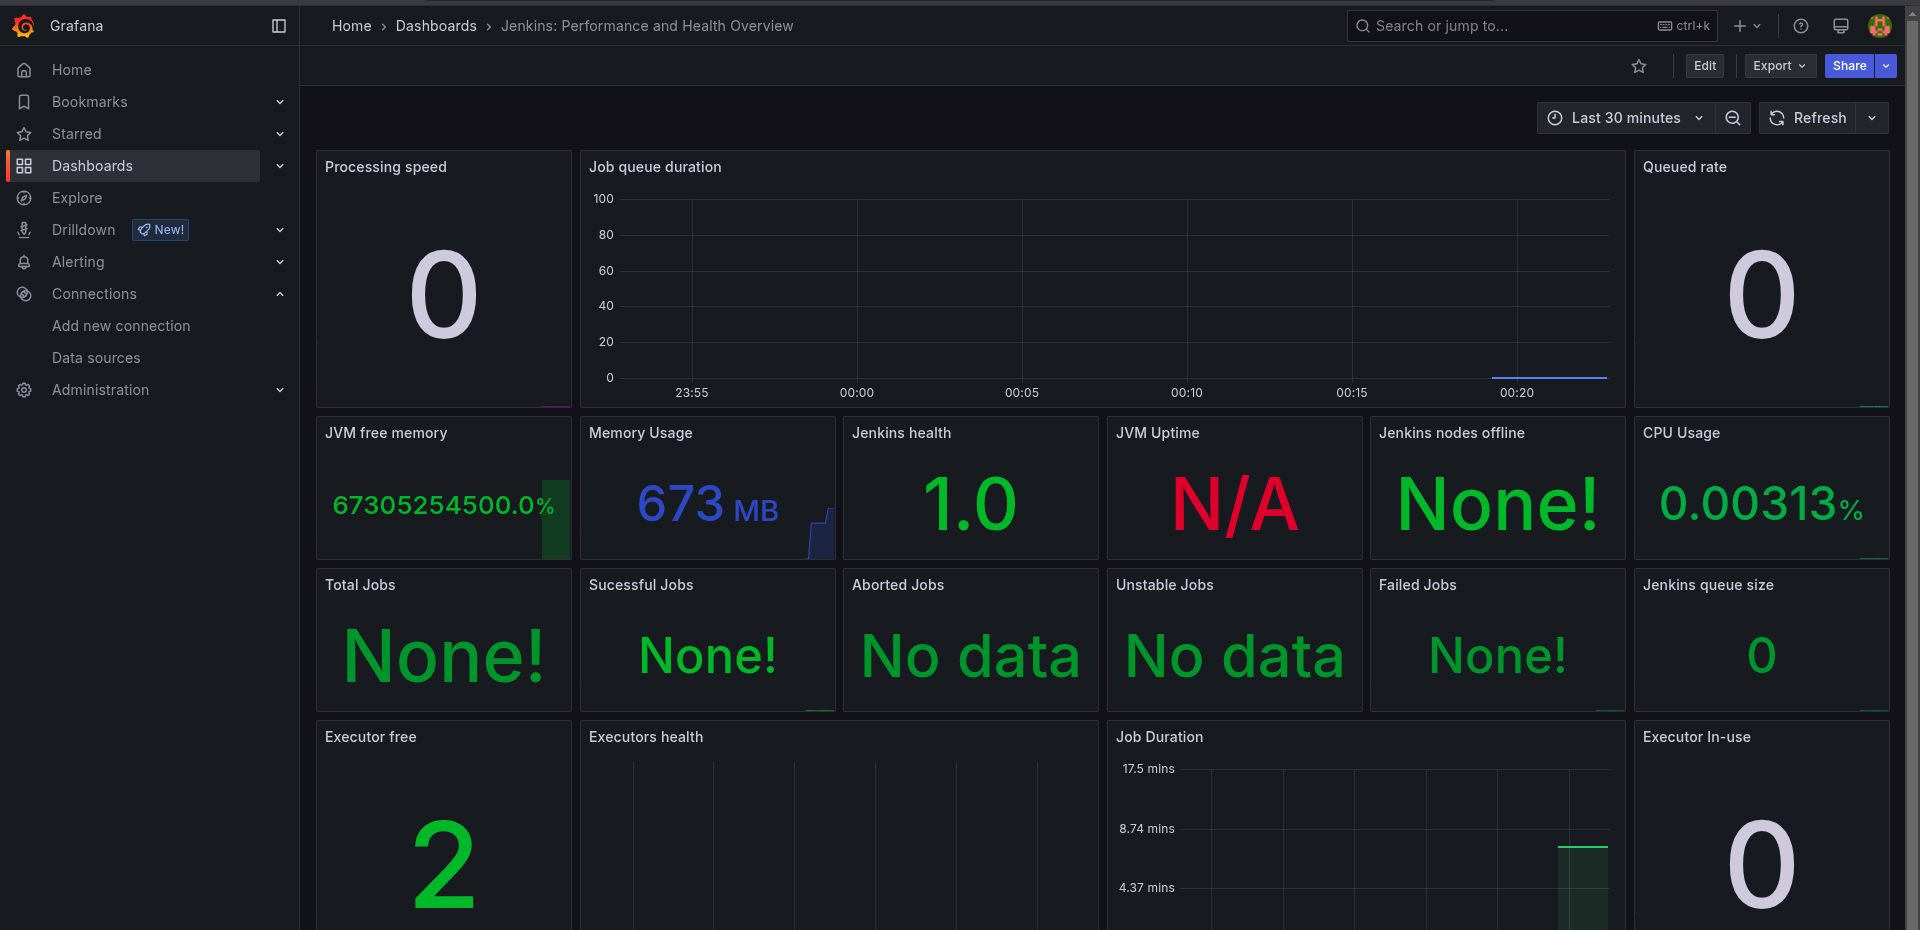 Grafana
Home › Dashboards › Jenkins: Performance and Health Overview
Search or jump to...
ctrl+k
Edit
Export
Share
Home
Bookmarks
Starred
Dashboards
Explore
Drilldown
New!
Alerting
Connections
Add new connection
Data sources
Administration
Last 30 minutes
Refresh
Processing speed
0
Job queue duration
100
80
60
40
20
0
23:55 00:00 00:05 00:10 00:15 00:20
Queued rate
0
JVM free memory
67305254500.0%
Memory Usage
673 MB
Jenkins health
1.0
JVM Uptime
N/A
Jenkins nodes offline
None!
CPU Usage
0.00313%
Total Jobs
None!
Sucessful Jobs
None!
Aborted Jobs
No data
Unstable Jobs
No data
Failed Jobs
None!
Jenkins queue size
0
Executor free
2
Executors health
Job Duration
17.5 mins
8.74 mins
4.37 mins
Executor In-use
0